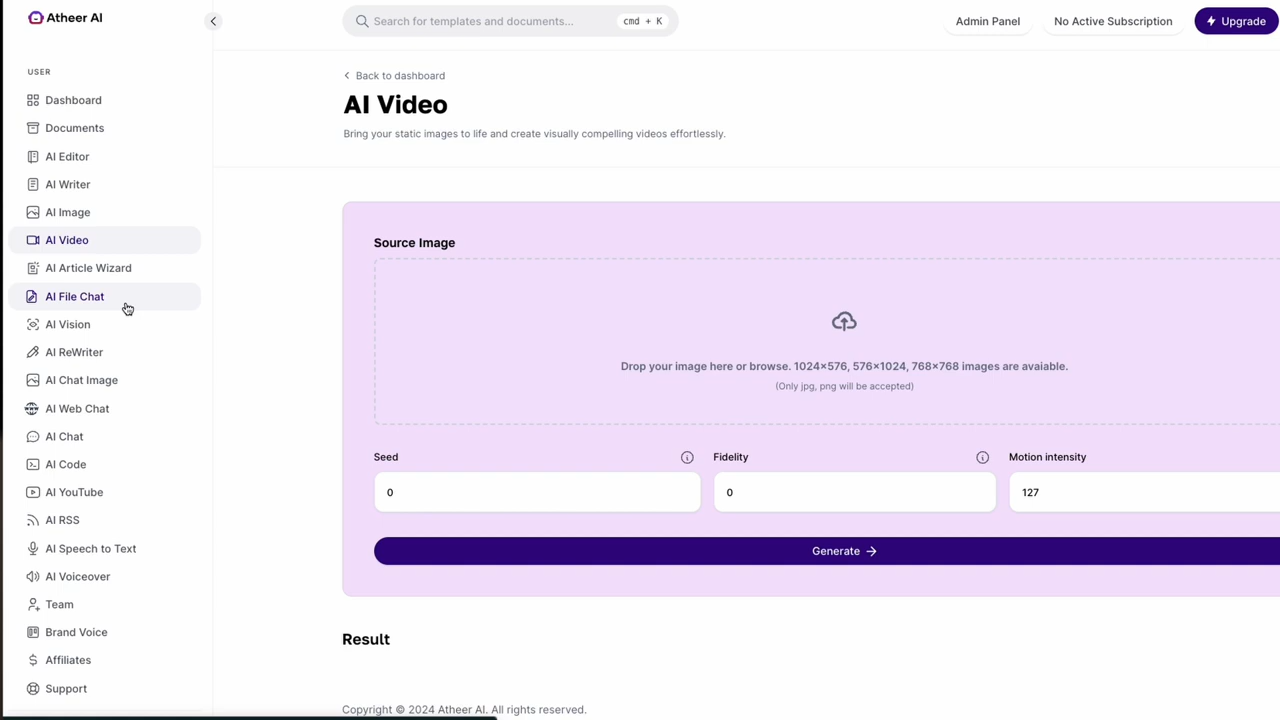 Atheer AI
Search for templates and documents...
cmd + K
Admin Panel
No Active Subscription
Upgrade
USER
Dashboard
Documents
AI Editor
AI Writer
AI Image
AI Video
AI Article Wizard
AI File Chat
AI Vision
AI ReWriter
AI Chat Image
AI Web Chat
AI Chat
AI Code
AI YouTube
AI RSS
AI Speech to Text
AI Voiceover
Team
Brand Voice
Affiliates
Support
Back to dashboard
AI Video
Bring your static images to life and create visually compelling videos effortlessly.
Source Image
Drop your image here or browse. 1024×576, 576×1024, 768×768 images are avaiable.
(Only jpg, png will be accepted)
Seed
0
Fidelity
0
Motion intensity
127
Generate
Result
Copyright © 2024 Atheer AI. All rights reserved.